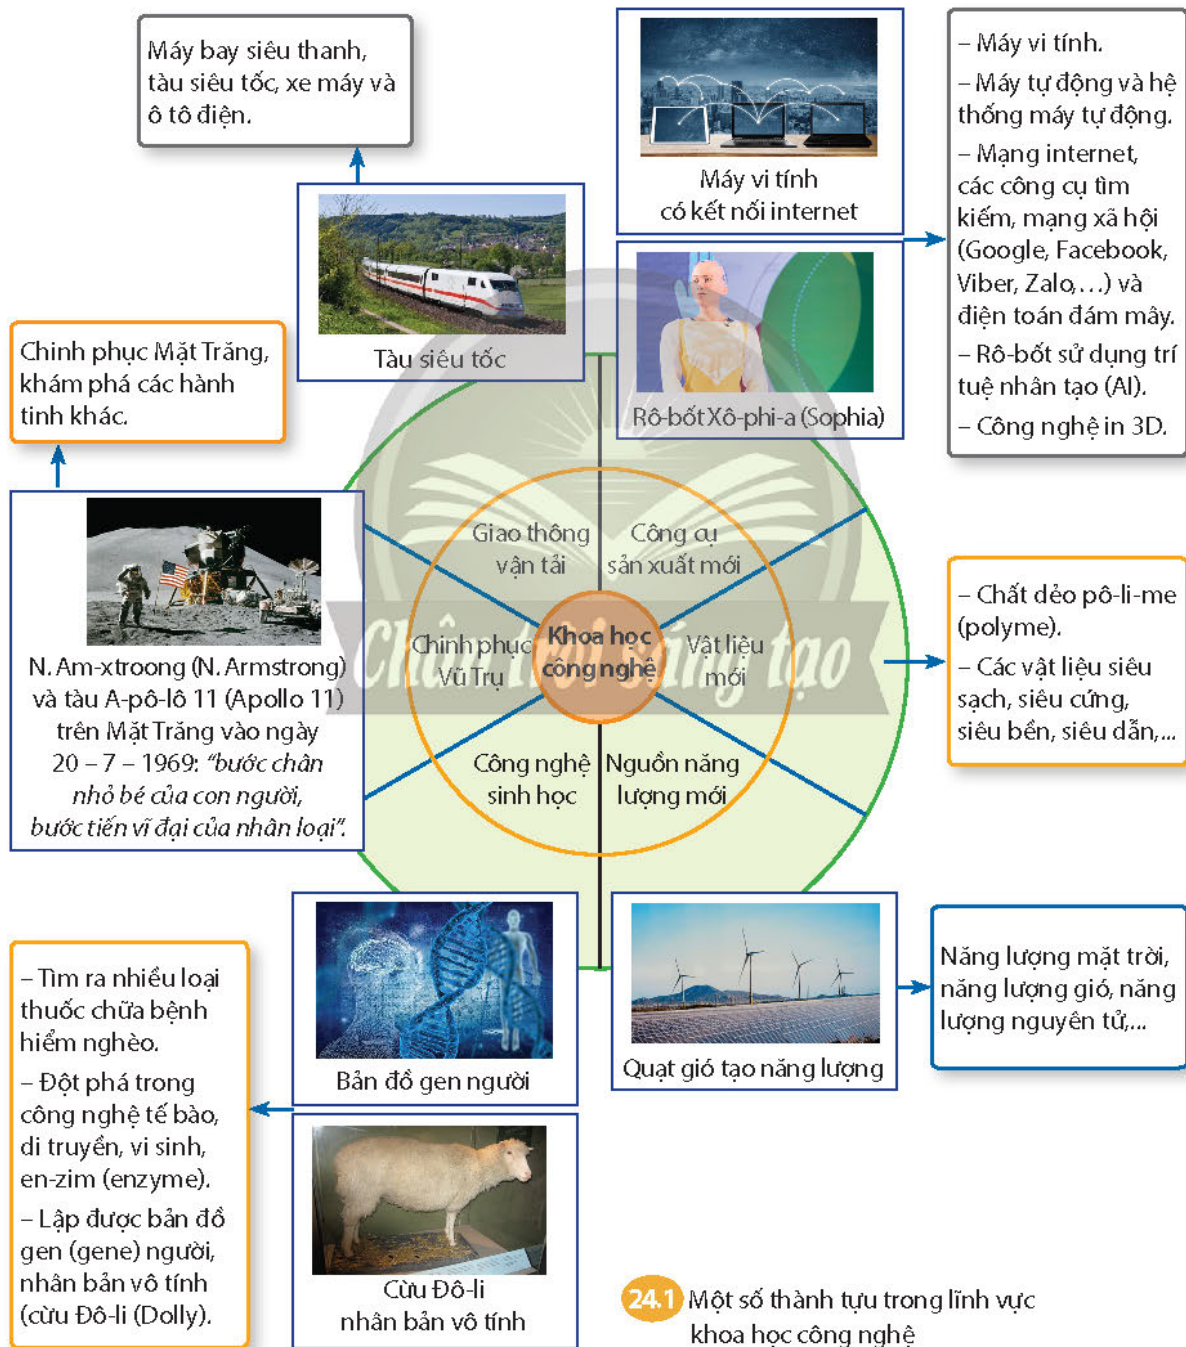 Máy bay siêu thanh,
tàu siêu tốc, xe máy và
ô tô điện.
Tàu siêu tốc
Máy vi tính
có kết nối internet
Rô-bốt Xô-phi-a (Sophia)
– Máy vi tính.
– Máy tự động và hệ
thống máy tự động.
– Mạng internet,
các công cụ tìm
kiếm, mạng xã hội
(Google, Facebook,
Viber, Zalo,…) và
điện toán đám mây.
– Rô-bốt sử dụng trí
tuệ nhân tạo (AI).
– Công nghệ in 3D.
Chinh phục Mặt Trăng,
khám phá các hành
tinh khác.
N. Am-xtroong (N. Armstrong)
và tàu A-pô-lô 11 (Apollo 11)
trên Mặt Trăng vào ngày
20 – 7 – 1969: “bước chân
nhỏ bé của con người,
bước tiến vĩ đại của nhân loại”.
Giao thông
vận tải
Công cụ
sản xuất mới
Chinh phục
Vũ Trụ
Khoa học
công nghệ
Vật liệu
mới
Công nghệ
sinh học
Nguồn năng
lượng mới
Chân trời sáng tạo
– Chất dẻo pô-li-me
(polyme).
– Các vật liệu siêu
sạch, siêu cứng,
siêu bền, siêu dẫn,...
– Tìm ra nhiều loại
thuốc chữa bệnh
hiểm nghèo.
– Đột phá trong
công nghệ tế bào,
di truyền, vi sinh,
en-zim (enzyme).
– Lập được bản đồ
gen (gene) người,
nhân bản vô tính
(cừu Đô-li (Dolly).
Bản đồ gen người
Cừu Đô-li
nhân bản vô tính
Quạt gió tạo năng lượng
Năng lượng mặt trời,
năng lượng gió, năng
lượng nguyên tử,...
24.1 Một số thành tựu trong lĩnh vực
khoa học công nghệ